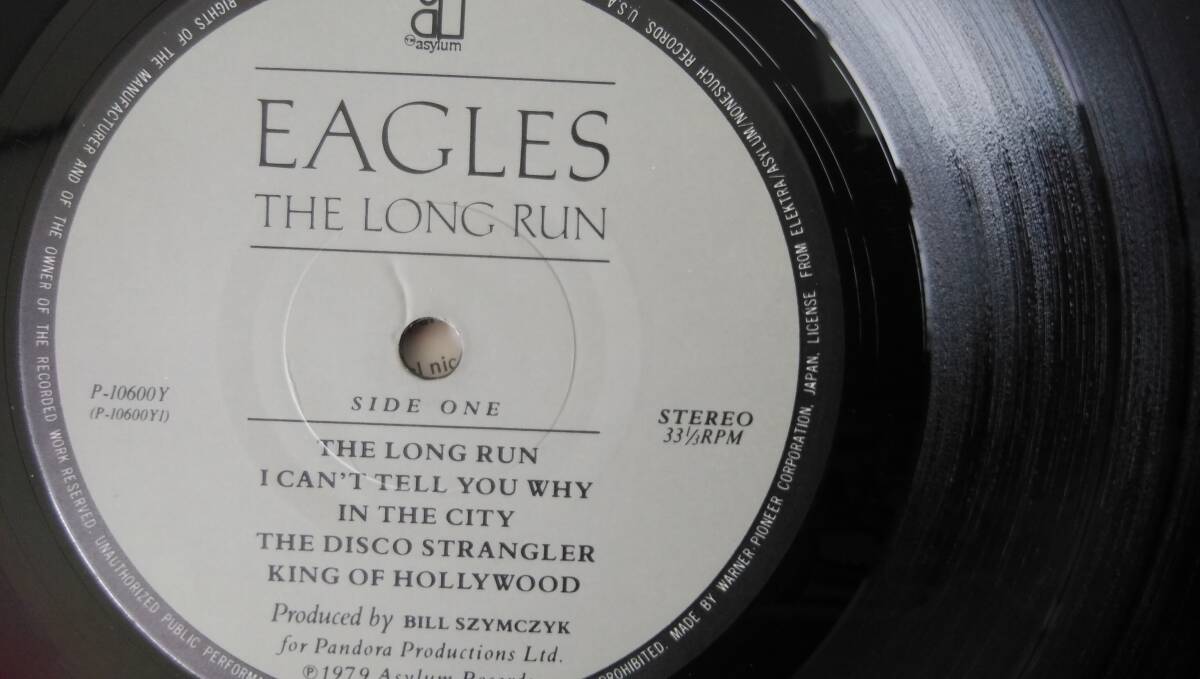 asylum
EAGLES
THE LONG RUN
P-10600Y
(P-10600Y1)
SIDE ONE
STEREO
33⅓RPM
THE LONG RUN
I CAN'T TELL YOU WHY
IN THE CITY
THE DISCO STRANGLER
KING OF HOLLYWOOD
Produced by BILL SZYMCZYK
for Pandora Productions Ltd.
℗1979 Asylum Records
RIGHTS OF THE MANUFACTURER AND OF THE OWNER OF THE RECORDED WORK RESERVED. UNAUTHORIZED PUBLIC
PROHIBITED. MADE BY WARNER-PIONEER CORPORATION, JAPAN, LICENSE FROM ELEKTRA/ASYLUM/NONESUCH RECORDS, U.S.A